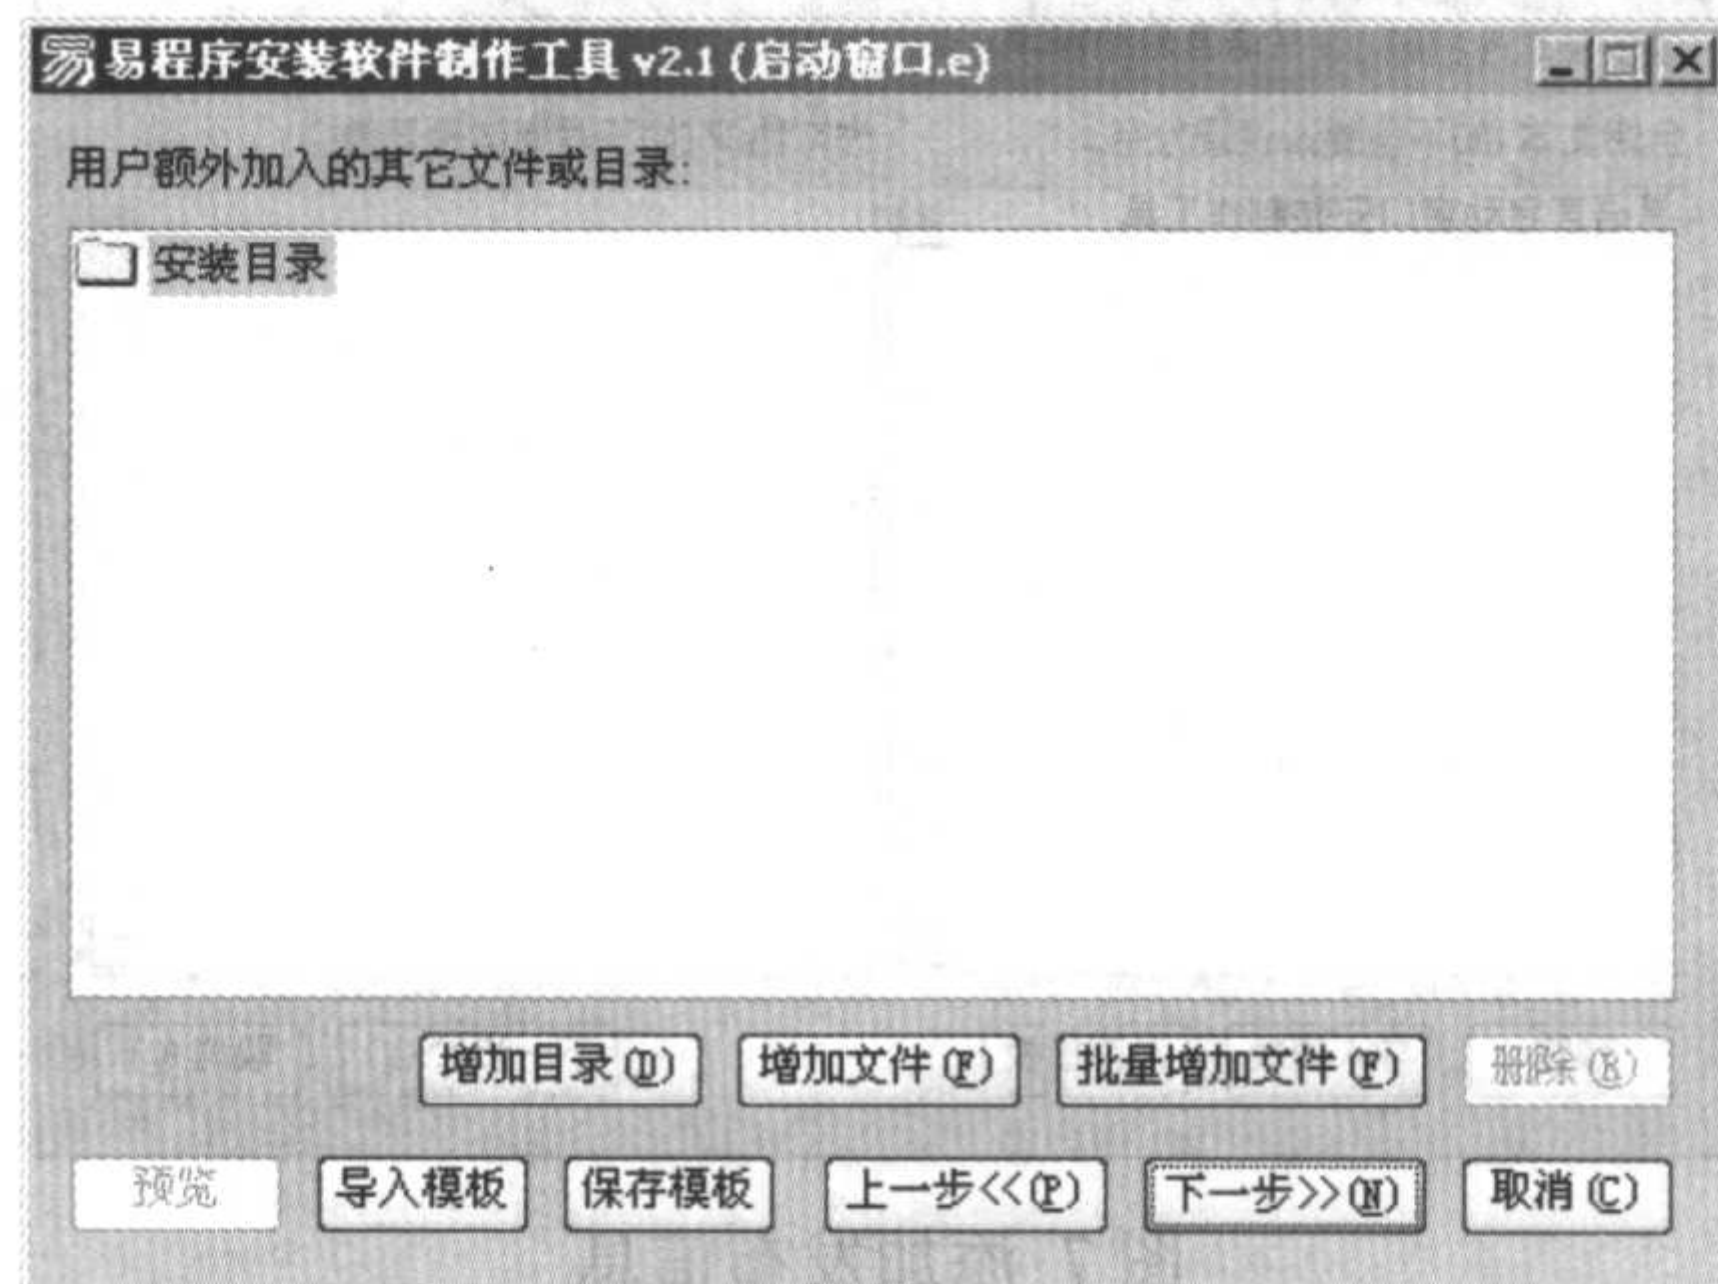 易程序安装软件制作工具 v2.1 (启动窗口.e)
用户额外加入的其它文件或目录:
安装目录
增加目录(D) 增加文件(F) 批量增加文件(F) 删除(R)
预览 导入模板 保存模板 上一步<<(P) 下一步>>(N) 取消(C)